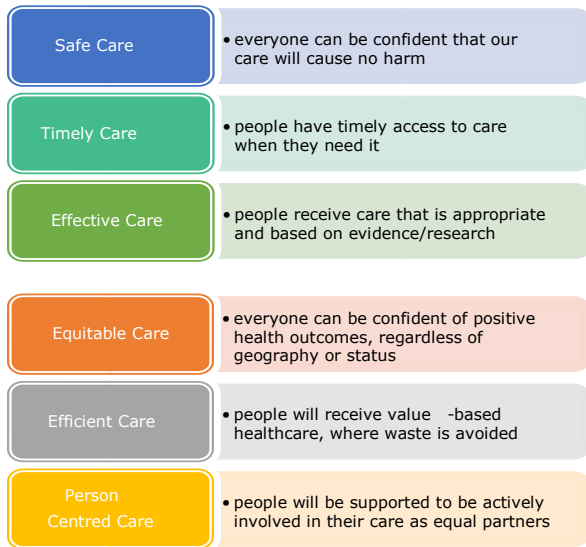 Safe Care
• everyone can be confident that our
care will cause no harm
Timely Care
• people have timely access to care
when they need it
Effective Care
• people receive care that is appropriate
and based on evidence/research
Equitable Care
• everyone can be confident of positive
health outcomes, regardless of
geography or status
Efficient Care
• people will receive value -based
healthcare, where waste is avoided
Person
Centred Care
• people will be supported to be actively
involved in their care as equal partners